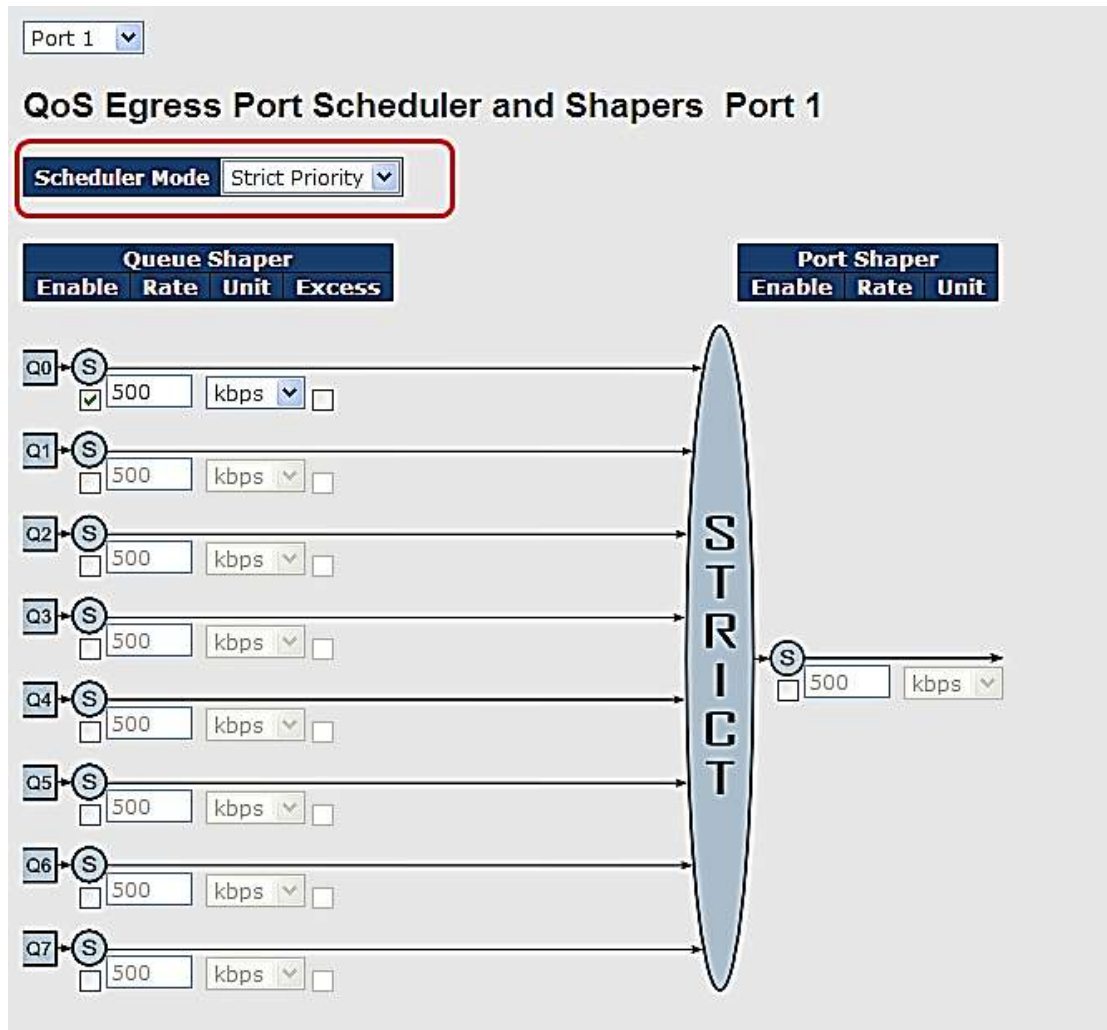 Port 1
QoS Egress Port Scheduler and Shapers Port 1
Scheduler Mode Strict Priority
Queue Shaper
Enable Rate Unit Excess
Port Shaper
Enable Rate Unit
Q0 S
500 kbps
Q1 S
500 kbps
Q2 S
500 kbps
Q3 S
500 kbps
Q4 S
500 kbps
Q5 S
500 kbps
Q6 S
500 kbps
Q7 S
500 kbps
STRICT
S
500 kbps